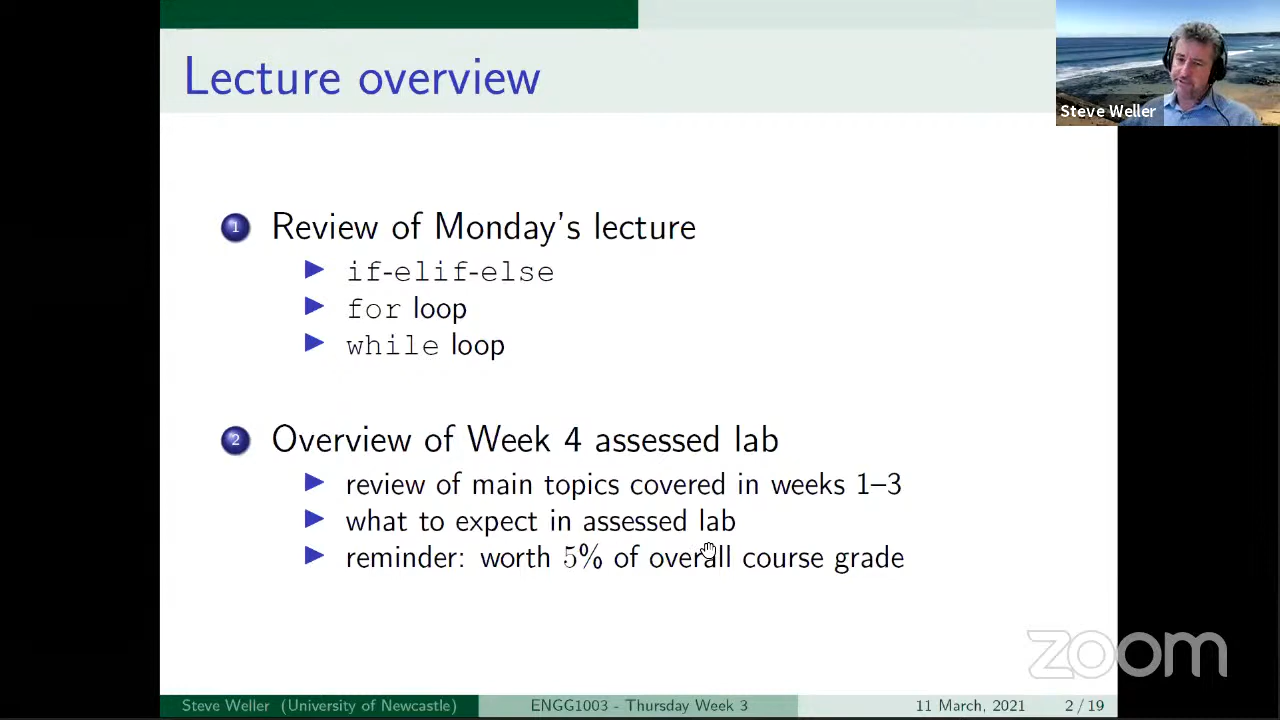 Lecture overview
Steve Weller
1 Review of Monday's lecture
if-elif-else
for loop
while loop
2 Overview of Week 4 assessed lab
review of main topics covered in weeks 1–3
what to expect in assessed lab
reminder: worth 5% of overall course grade
zoom
Steve Weller (University of Newcastle) ENGG1003 - Thursday Week 3 11 March, 2021 2 / 19